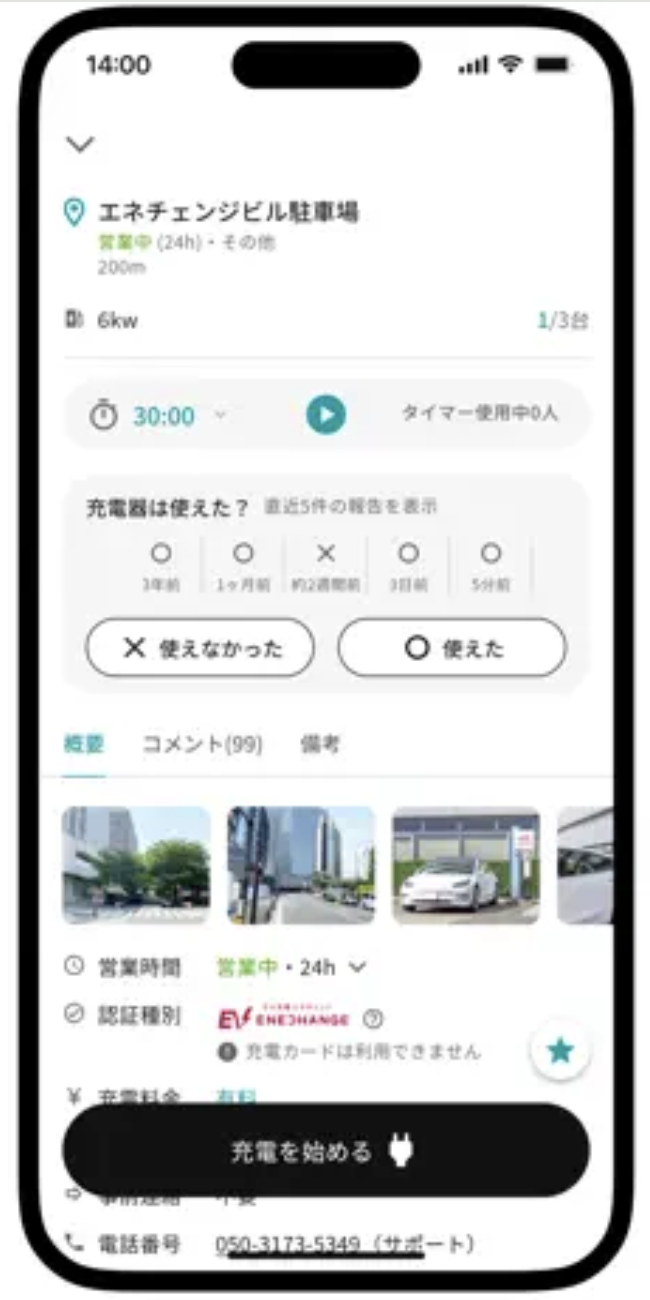 14:00
エネチェンジビル駐車場
営業中 (24h)・その他
200m
6kw
1/3台
30:00
タイマー使用中0人
充電器は使えた？ 直近5件の報告を表示
1ヶ月前
約2週間前
3日前
5分前
× 使えなかった
○ 使えた
概要
コメント(99)
備考
営業時間
営業中・24h
認証種別
EV ENECHANGE
充電カードは利用できません
¥ 充電料金
有料
充電を始める
事前連絡
不要
電話番号
050-3173-5349（サポート）